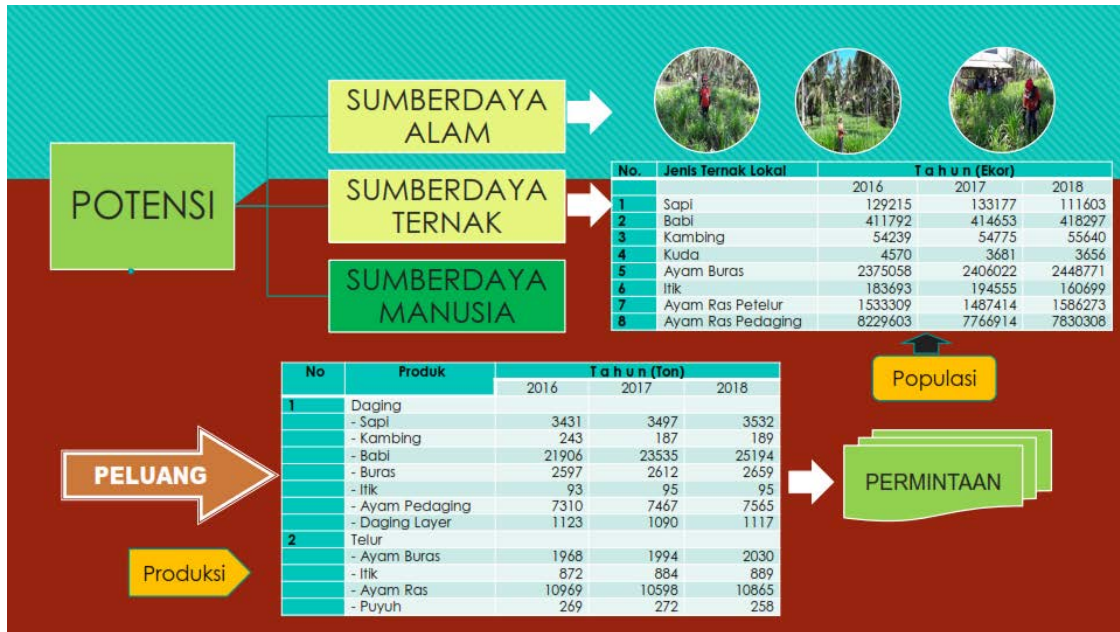 POTENSI
SUMBERDAYA
ALAM
SUMBERDAYA
TERNAK
SUMBERDAYA
MANUSIA
No. Jenis Ternak Lokal T a h u n (Ekor)
2016 2017 2018
1 Sapi 129215 133177 111603
2 Babi 411792 414653 418297
3 Kambing 54239 54775 55640
4 Kuda 4570 3681 3656
5 Ayam Buras 2375058 2406022 2448771
6 Itik 183693 194555 160699
7 Ayam Ras Petelur 1533309 1487414 1586273
8 Ayam Ras Pedaging 8229603 7766914 7830308
Populasi
PELUANG
Produksi
No Produk T a h u n (Ton)
2016 2017 2018
1 Daging
- Sapi 3431 3497 3532
- Kambing 243 187 189
- Babi 21906 23535 25194
- Buras 2597 2612 2659
- Itik 93 95 95
- Ayam Pedaging 7310 7467 7565
- Daging Layer 1123 1090 1117
2 Telur
- Ayam Buras 1968 1994 2030
- Itik 872 884 889
- Ayam Ras 10969 10598 10865
- Puyuh 269 272 258
PERMINTAAN